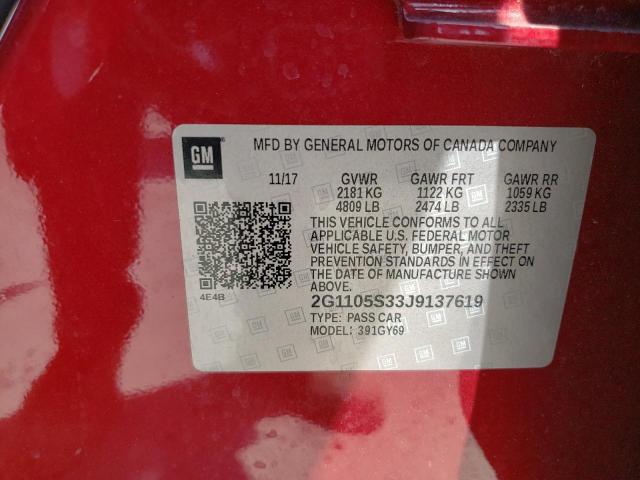 GM
MFD BY GENERAL MOTORS OF CANADA COMPANY
11/17 GVWR GAWR FRT GAWR RR
2181 KG 1122 KG 1059 KG
4809 LB 2474 LB 2335 LB
THIS VEHICLE CONFORMS TO ALL
APPLICABLE U.S. FEDERAL MOTOR
VEHICLE SAFETY, BUMPER, AND THEFT
PREVENTION STANDARDS IN EFFECT ON
THE DATE OF MANUFACTURE SHOWN
ABOVE.
4E4B
2G1105S33J9137619
TYPE: PASS CAR
MODEL: 391GY69